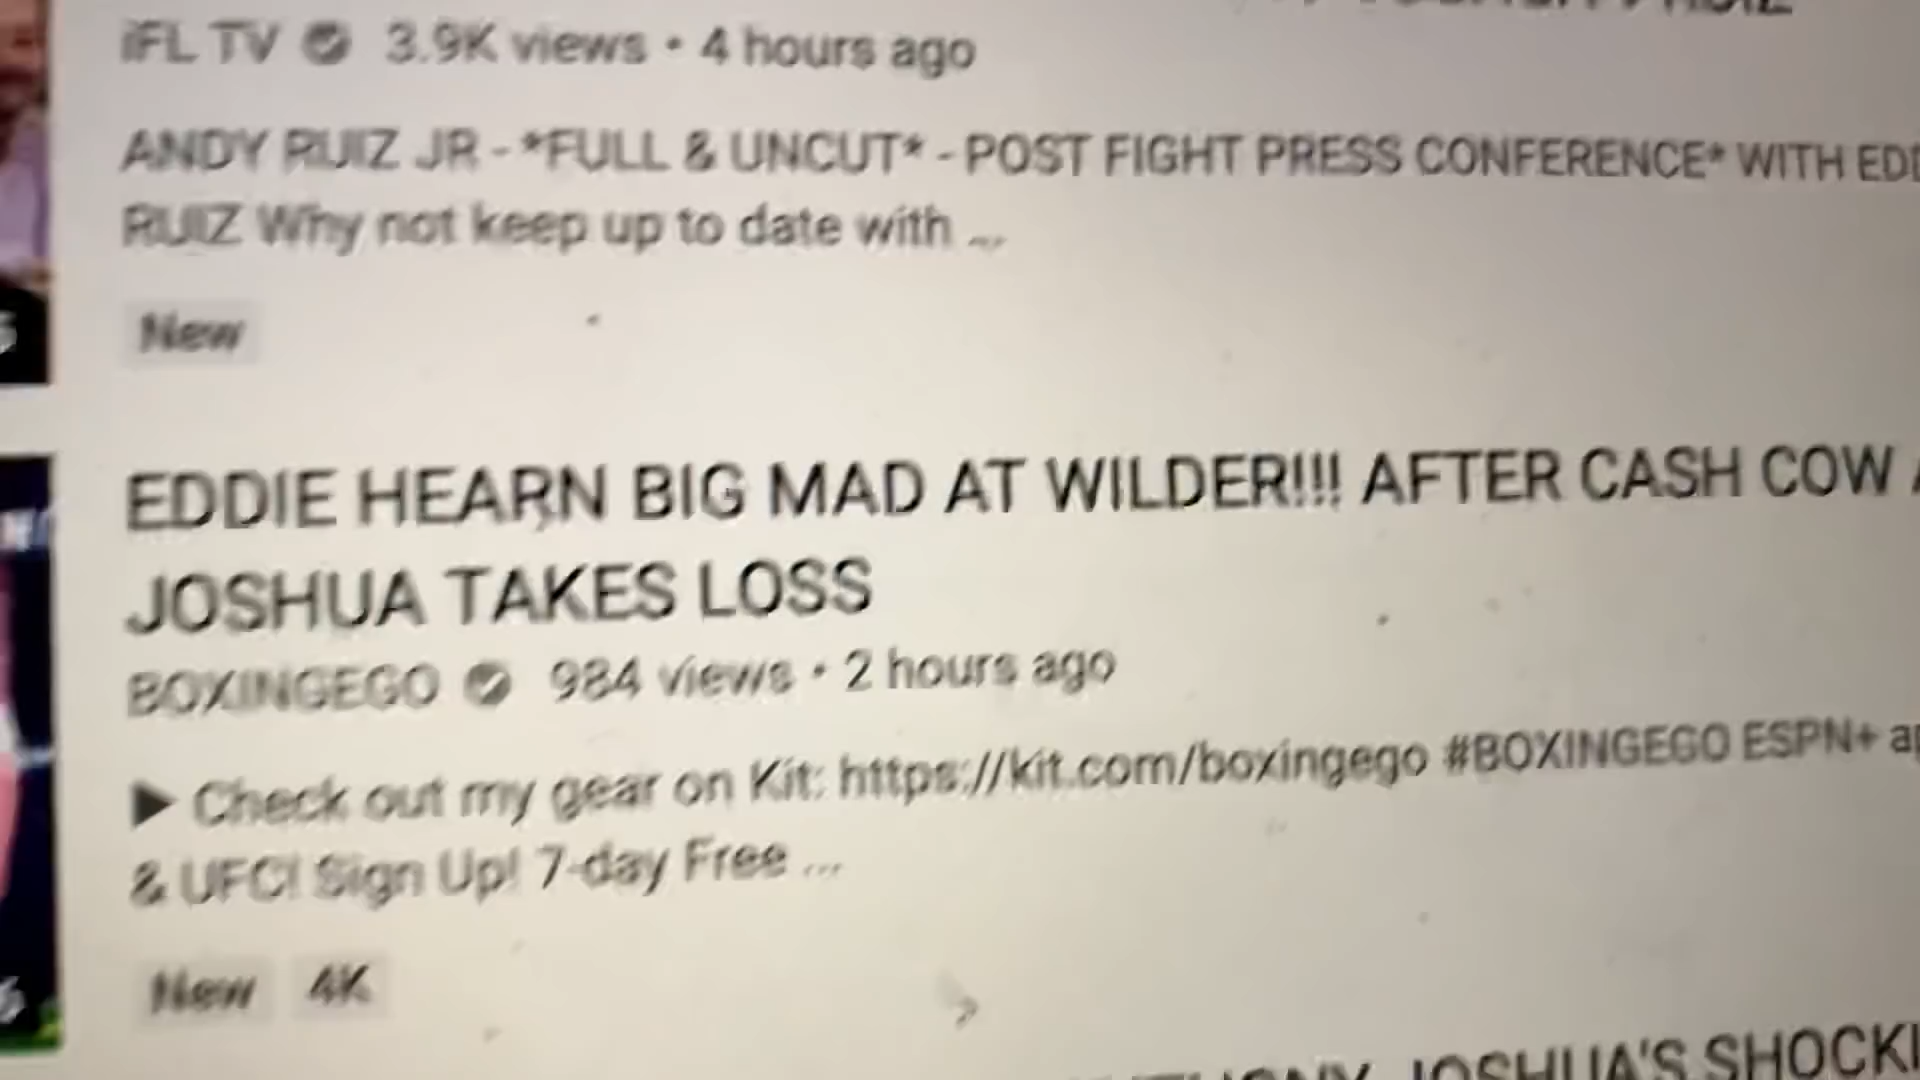 iFL TV 3.9K views • 4 hours ago
ANDY RUIZ JR - *FULL & UNCUT* - POST FIGHT PRESS CONFERENCE* WITH
RUIZ Why not keep up to date with ...
New
EDDIE HEARN BIG MAD AT WILDER!!! AFTER CASH COW
JOSHUA TAKES LOSS
BOXINGEGO 984 views • 2 hours ago
▶ Check out my gear on Kit: https://kit.com/boxingego #BOXINGEGO ESPN+
& UFC! Sign Up! 7-day Free ...
New 4K
JOSHUA'S